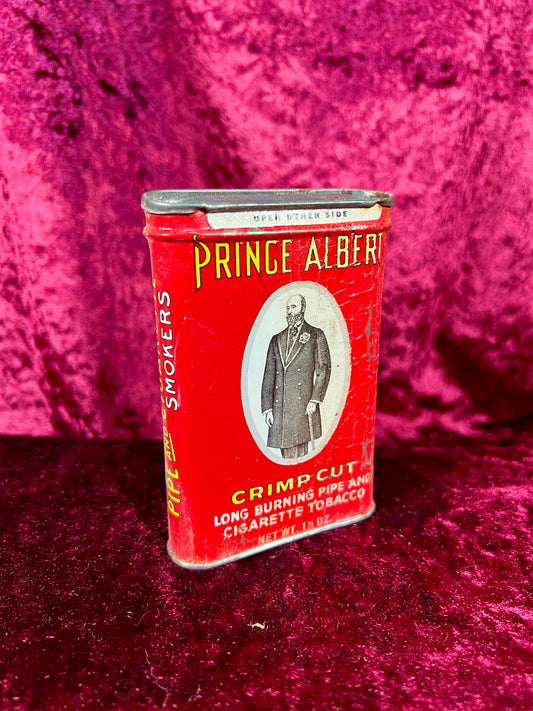 OPEN OTHER SIDE
PRINCE ALBERT
CRIMP CUT
LONG BURNING PIPE AND
CIGARETTE TOBACCO
NET WT. 1½ OZ.
PIPE AND
SMOKERS